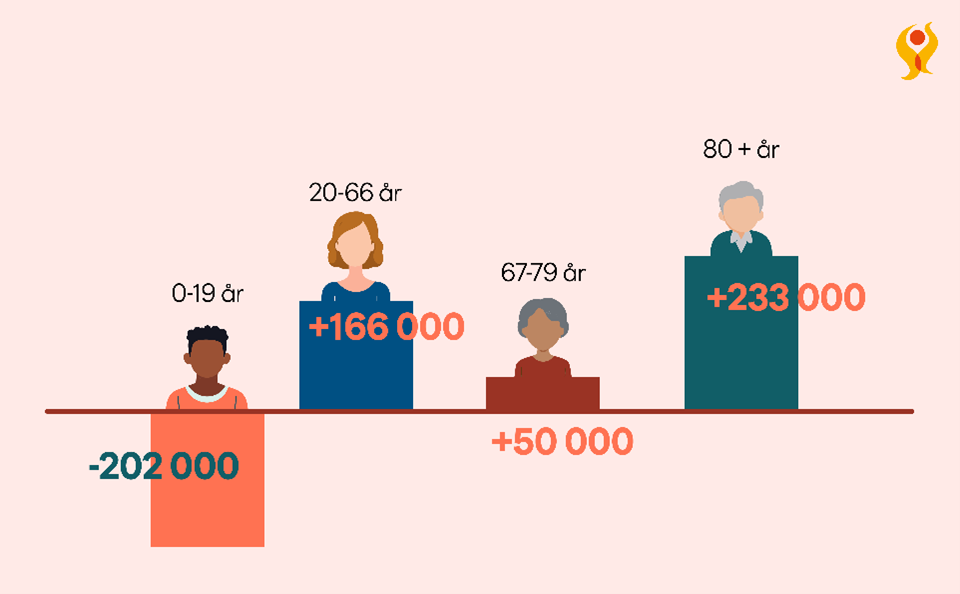 0-19 år
-202 000
20-66 år
+166 000
67-79 år
+50 000
80 + år
+233 000